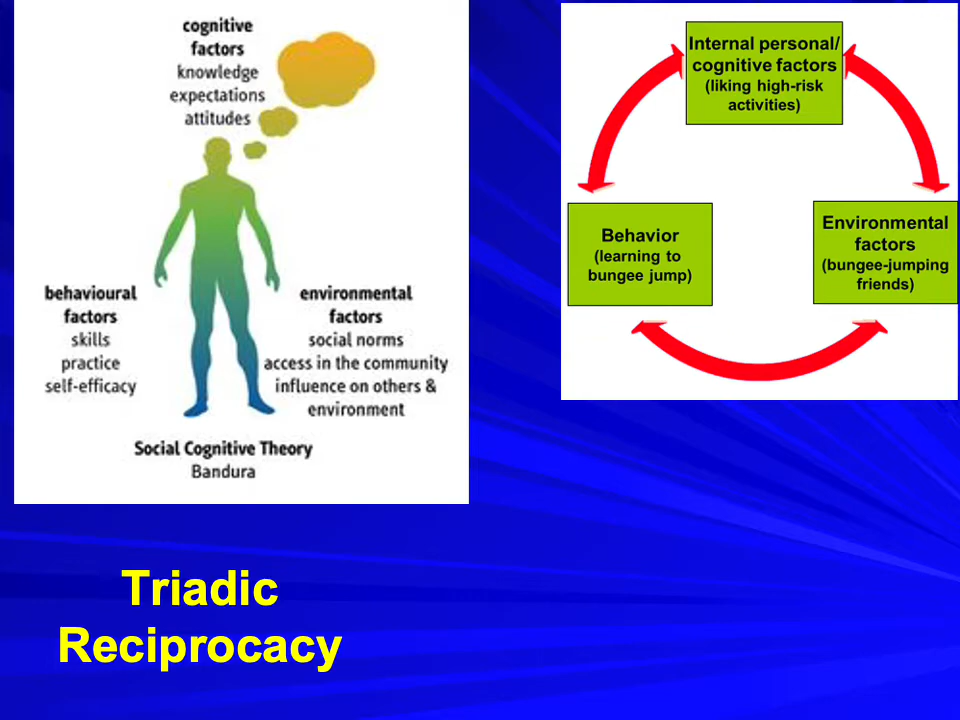 cognitive
factors
knowledge
expectations
attitudes
behavioural
factors
skills
practice
self-efficacy
environmental
factors
social norms
access in the community
influence on others &
environment
Social Cognitive Theory
Bandura
Internal personal/
cognitive factors
(liking high-risk
activities)
Behavior
(learning to
bungee jump)
Environmental
factors
(bungee-jumping
friends)
Triadic
Reciprocacy